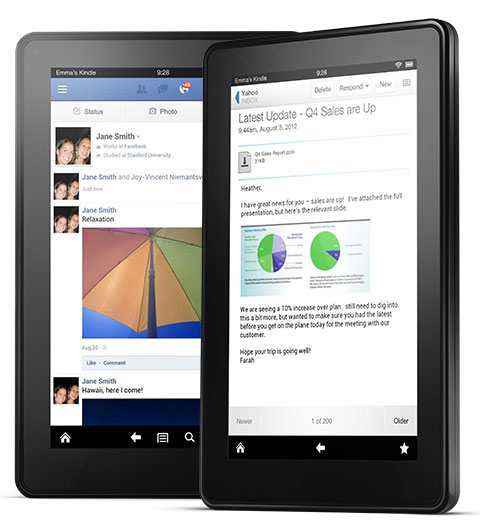 Emma's Kindle
9:28
Status
Photo
Jane Smith
Works at Facebook
Studied at Stanford University
Jane Smith and Joy-Vincent Niemantsv
Just now
Jane Smith
Relaxation
Aug 20
Like · Comment
Jane Smith
Hawaii, here I come!
Emma's Kindle
9:28
Yahoo
INBOX
Delete
Respond
New
Latest Update - Q4 Sales are Up
9:44am, August 3, 2012
Q4 Sales Report.pptx
31KB
Heather,
I have great news for you – sales are up! I've attached the full
presentation, but here's the relevant slide:
We are seeing a 10% increase over plan. still need to dig into
this a bit more, but wanted to make sure you had the latest
before you get on the plane today for the meeting with our
customer.
Hope your trip is going well!
Farah
Newer
1 of 200
Older